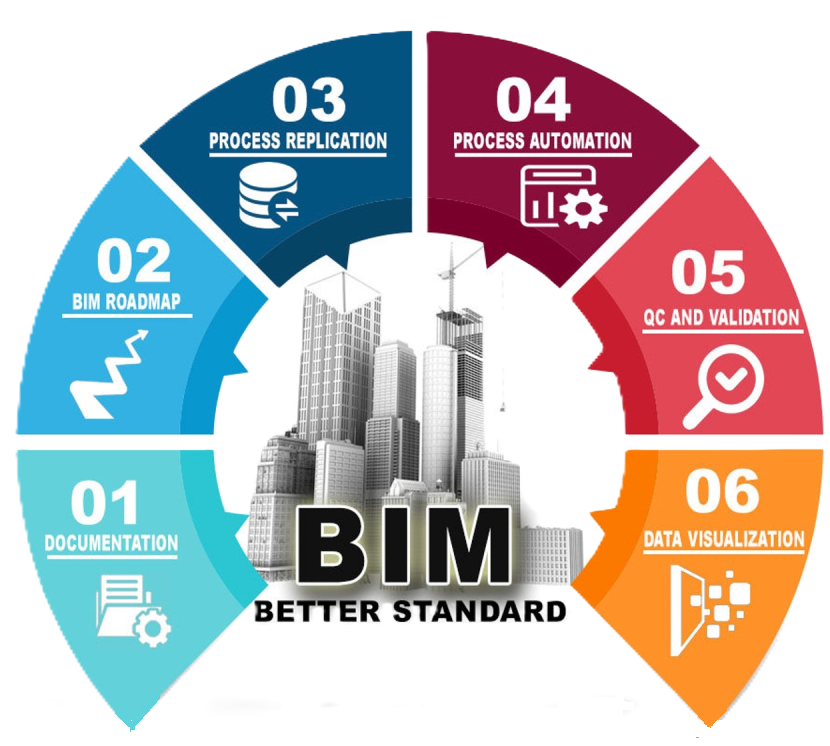 03
PROCESS REPLICATION
04
PROCESS AUTOMATION
02
BIM ROADMAP
05
QC AND VALIDATION
01
DOCUMENTATION
06
DATA VISUALIZATION
BIM
BETTER STANDARD